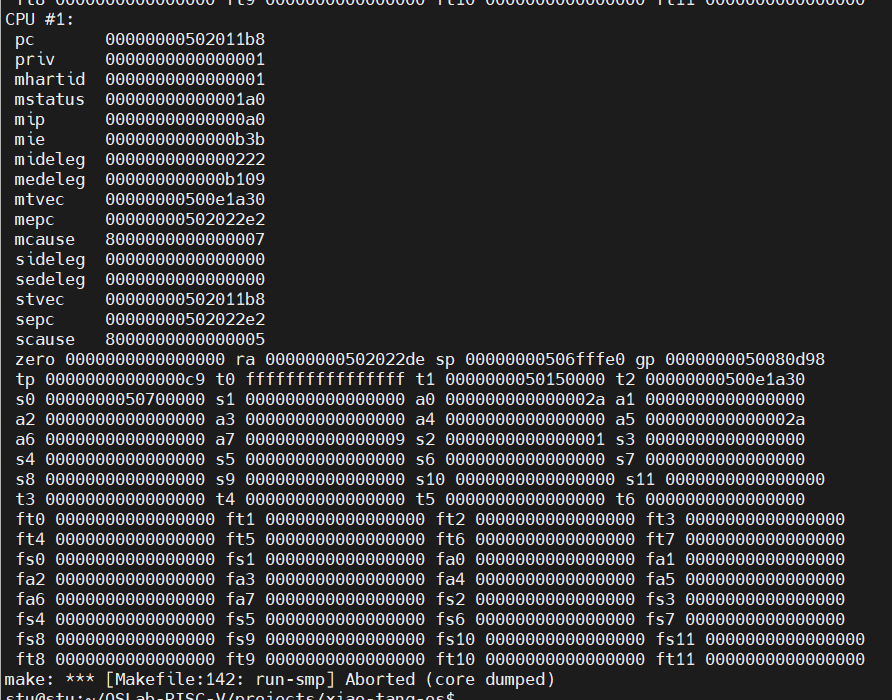 ft8 0000000000000000 ft9 0000000000000000 ft10 0000000000000000 ft11 0000000000000000
CPU #1:
pc 00000000502011b8
priv 0000000000000001
mhartid 0000000000000001
mstatus 00000000000001a0
mip 00000000000000a0
mie 0000000000000b3b
mideleg 0000000000000222
medeleg 000000000000b109
mtvec 00000000500e1a30
mepc 00000000502022e2
mcause 8000000000000007
sideleg 0000000000000000
sedeleg 0000000000000000
stvec 00000000502011b8
sepc 00000000502022e2
scause 8000000000000005
zero 0000000000000000 ra 00000000502022de sp 00000000506fffe0 gp 0000000050080d98
tp 00000000000000c9 t0 ffffffffffffffff t1 0000000050150000 t2 00000000500e1a30
s0 0000000050700000 s1 0000000000000000 a0 000000000000002a a1 0000000000000000
a2 0000000000000000 a3 0000000000000000 a4 0000000000000000 a5 000000000000002a
a6 0000000000000000 a7 0000000000000009 s2 0000000000000001 s3 0000000000000000
s4 0000000000000000 s5 0000000000000000 s6 0000000000000000 s7 0000000000000000
s8 0000000000000000 s9 0000000000000000 s10 0000000000000000 s11 0000000000000000
t3 0000000000000000 t4 0000000000000000 t5 0000000000000000 t6 0000000000000000
ft0 0000000000000000 ft1 0000000000000000 ft2 0000000000000000 ft3 0000000000000000
ft4 0000000000000000 ft5 0000000000000000 ft6 0000000000000000 ft7 0000000000000000
fs0 0000000000000000 fs1 0000000000000000 fa0 0000000000000000 fa1 0000000000000000
fa2 0000000000000000 fa3 0000000000000000 fa4 0000000000000000 fa5 0000000000000000
fa6 0000000000000000 fa7 0000000000000000 fs2 0000000000000000 fs3 0000000000000000
fs4 0000000000000000 fs5 0000000000000000 fs6 0000000000000000 fs7 0000000000000000
fs8 0000000000000000 fs9 0000000000000000 fs10 0000000000000000 fs11 0000000000000000
ft8 0000000000000000 ft9 0000000000000000 ft10 0000000000000000 ft11 0000000000000000
make: *** [Makefile:142: run-smp] Aborted (core dumped)
stu@stu:~/OSLab-RISC-V/projects/xiao-tang-os$